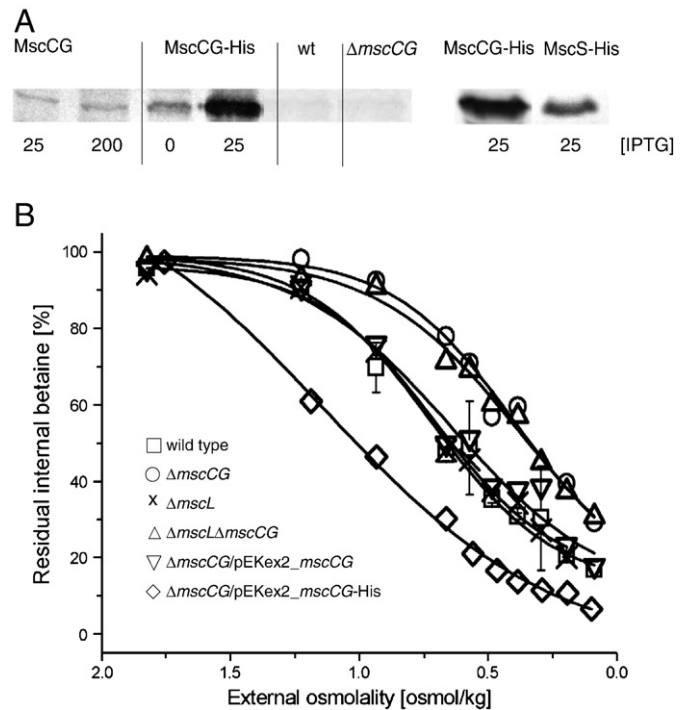 A
MscCG MscCG-His wt ΔmscCG MscCG-His MscS-His
25 200 0 25 25 25 [IPTG]
B
Residual internal betaine [%]
100
80
60
40
20
0
wild type
ΔmscCG
ΔmscL
ΔmscLΔmscCG
ΔmscCG/pEKex2_mscCG
ΔmscCG/pEKex2_mscCG-His
2.0 1.5 1.0 0.5 0.0
External osmolality [osmol/kg]